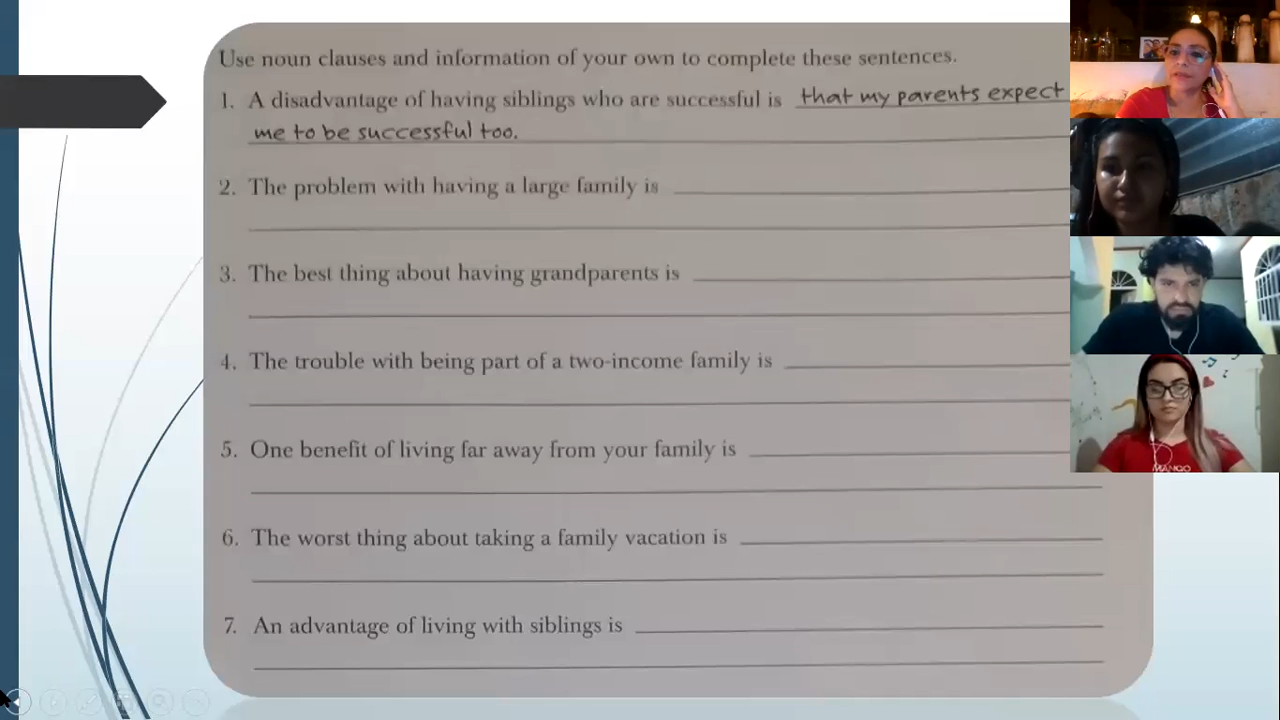 Use noun clauses and information of your own to complete these sentences.
1. A disadvantage of having siblings who are successful is that my parents expect
me to be successful too.
2. The problem with having a large family is
3. The best thing about having grandparents is
4. The trouble with being part of a two-income family is
5. One benefit of living far away from your family is
6. The worst thing about taking a family vacation is
7. An advantage of living with siblings is
MANGO